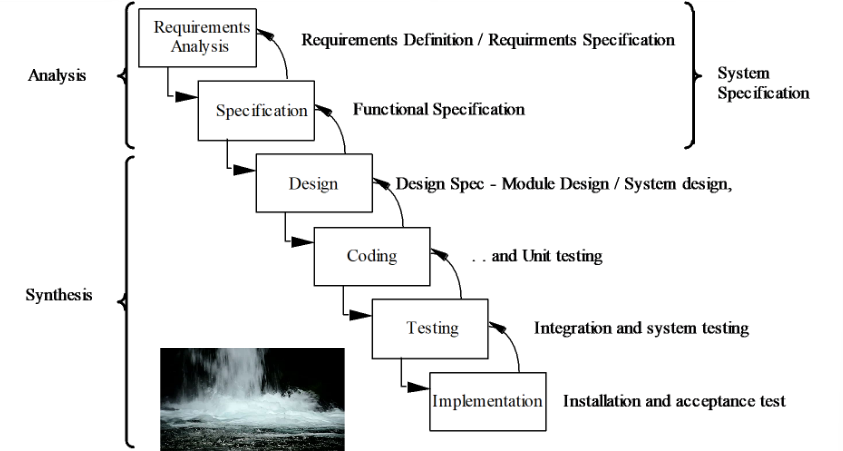 Requirements
Analysis
Requirements Definition / Requirments Specification
Analysis
System
Specification
Specification
Functional Specification
Design
Design Spec - Module Design / System design,
Coding
. . and Unit testing
Synthesis
Testing
Integration and system testing
Implementation
Installation and acceptance test